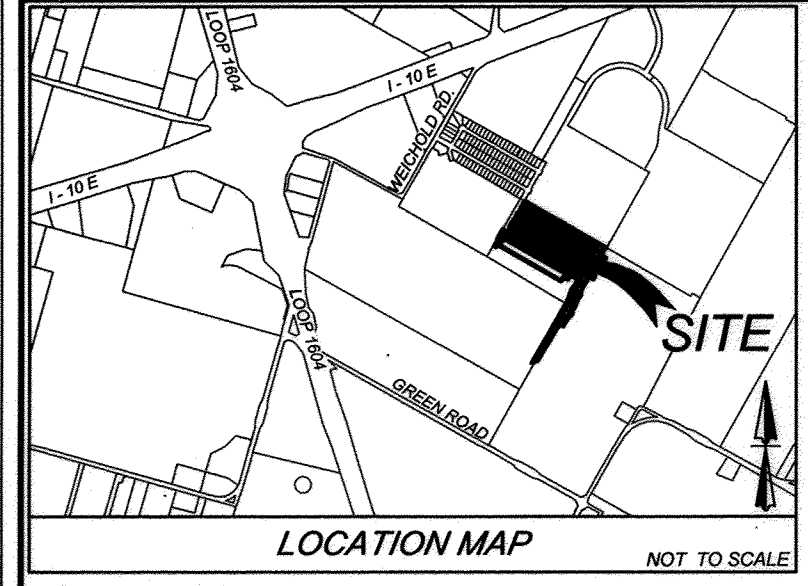 LOOP 1604
I - 10 E
WEICHOLD RD.
I - 10 E
SITE
LOOP 1604
GREEN ROAD
LOCATION MAP
NOT TO SCALE